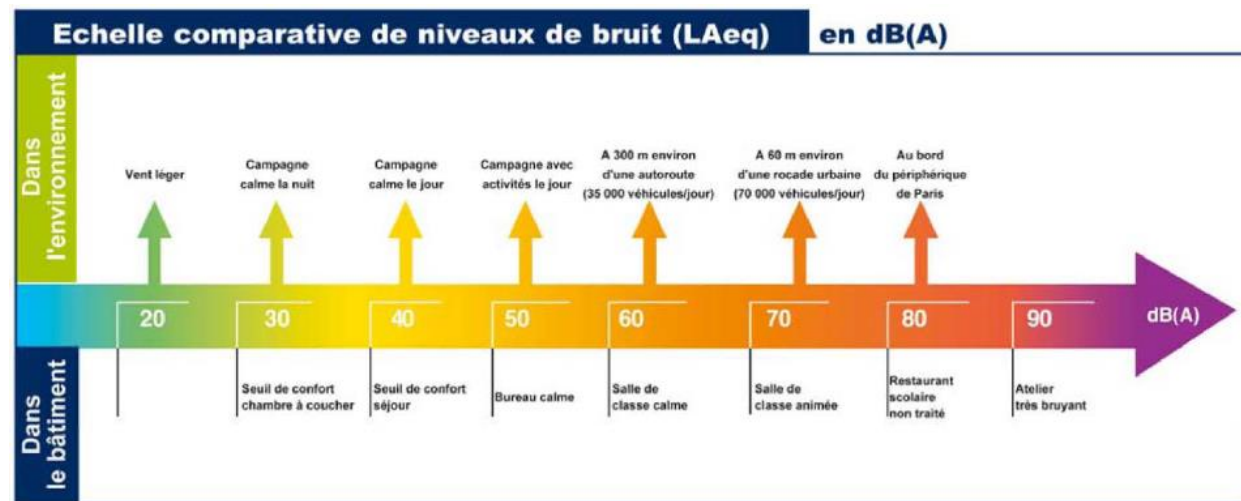 Echelle comparative de niveaux de bruit (LAeq) en dB(A)
Dans
l'environnement
Vent léger
Campagne
calme la nuit
Campagne
calme le jour
Campagne avec
activités le jour
A 300 m environ
d'une autoroute
(35 000 véhicules/jour)
A 60 m environ
d'une rocade urbaine
(70 000 véhicules/jour)
Au bord
du périphérique
de Paris
20 30 40 50 60 70 80 90 dB(A)
Dans
le bâtiment
Seuil de confort
chambre à coucher
Seuil de confort
séjour
Bureau calme
Salle de
classe calme
Salle de
classe animée
Restaurant
scolaire
non traité
Atelier
très bruyant